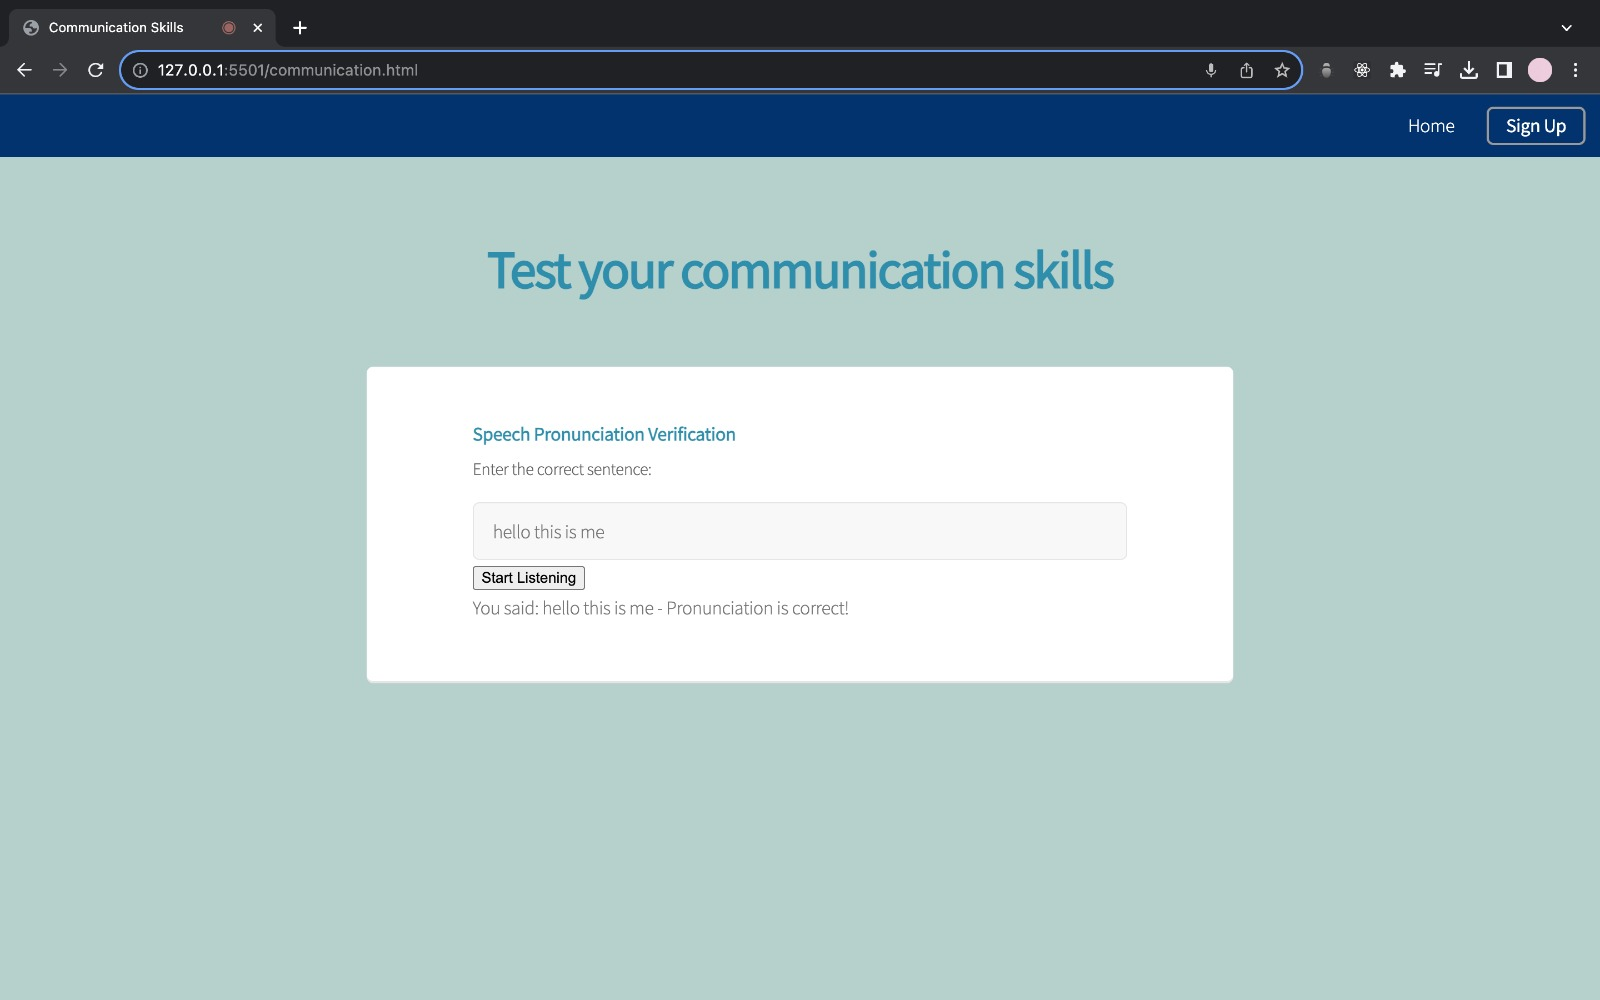 Communication Skills
127.0.0.1:5501/communication.html
Home
Sign Up
Test your communication skills
Speech Pronunciation Verification
Enter the correct sentence:
hello this is me
Start Listening
You said: hello this is me - Pronunciation is correct!